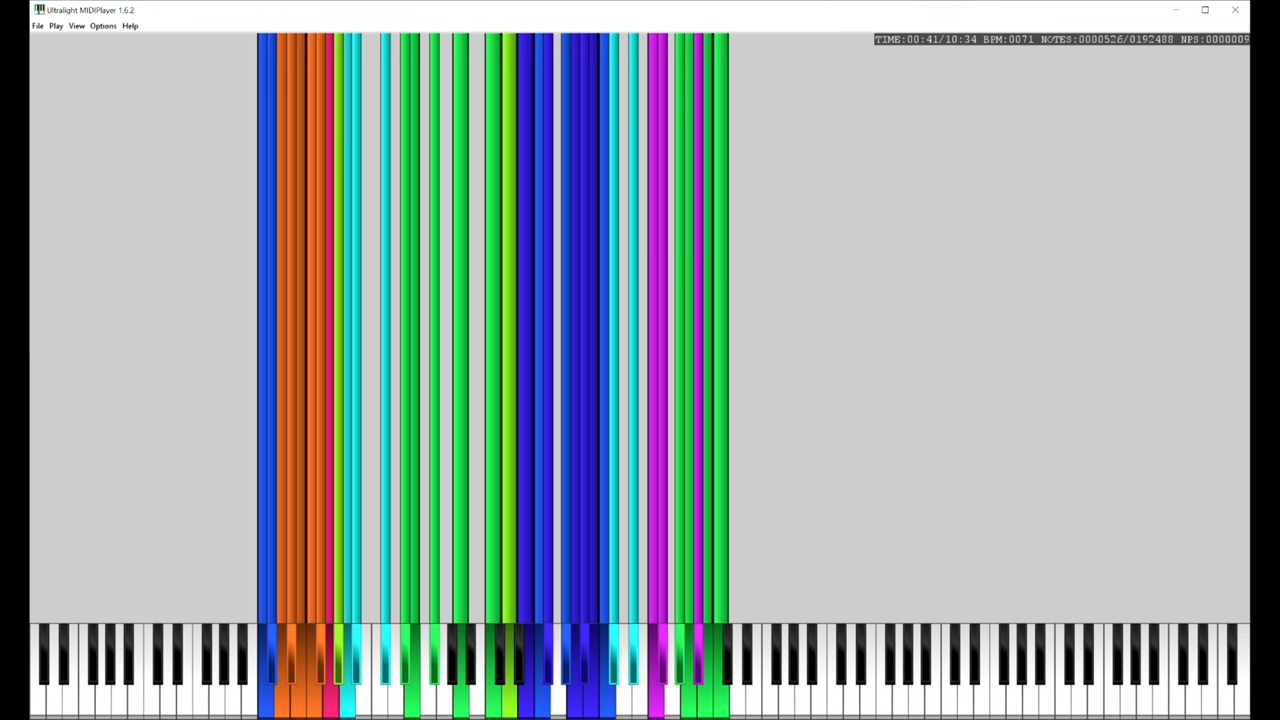 Ultralight MIDIPlayer 1.6.2
File Play View Options Help
TIME:00:41/10:34 BPM:0071 NOTES:0000526/0192488 NPS:0000009